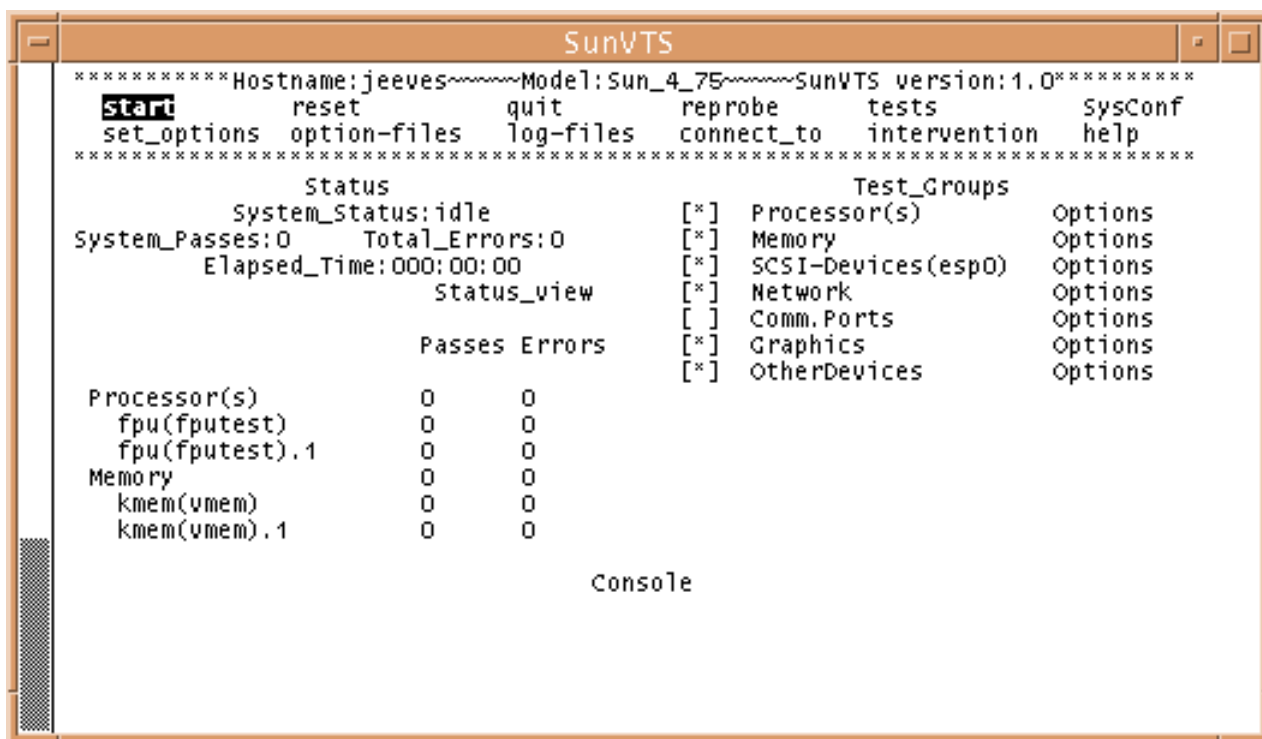 SunVTS
***********Hostname:jeeves~~~~~~Model:Sun_4_75~~~~~~SunVTS version:1.0**********
start reset quit reprobe tests SysConf
set_options option-files log-files connect_to intervention help
********************************************************************************
Status Test_Groups
System_Status:idle [*] Processor(s) Options
System_Passes:0 Total_Errors:0 [*] Memory Options
Elapsed_Time:000:00:00 [*] SCSI-Devices(esp0) Options
Status_view [*] Network Options
[ ] Comm.Ports Options
Passes Errors [*] Graphics Options
[*] OtherDevices Options
Processor(s) 0 0
fpu(fputest) 0 0
fpu(fputest).1 0 0
Memory 0 0
kmem(vmem) 0 0
kmem(vmem).1 0 0
Console